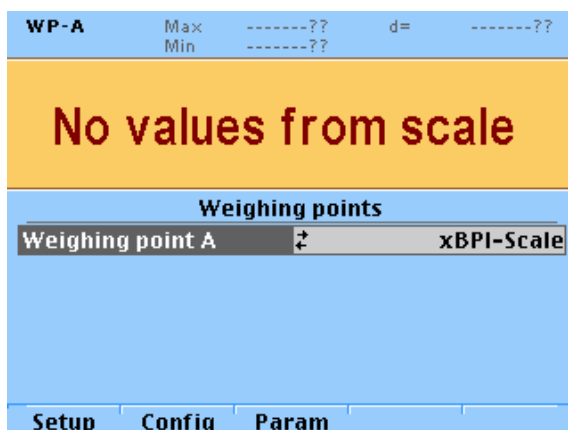 WP-A Max -------?? d= -------??
Min -------??
No values from scale
Weighing points
Weighing point A xBPI-Scale
Setup Config Param